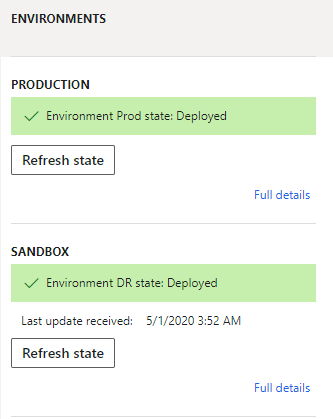 ENVIRONMENTS
PRODUCTION
Environment Prod state: Deployed
Refresh state
Full details
SANDBOX
Environment DR state: Deployed
Last update received: 5/1/2020 3:52 AM
Refresh state
Full details